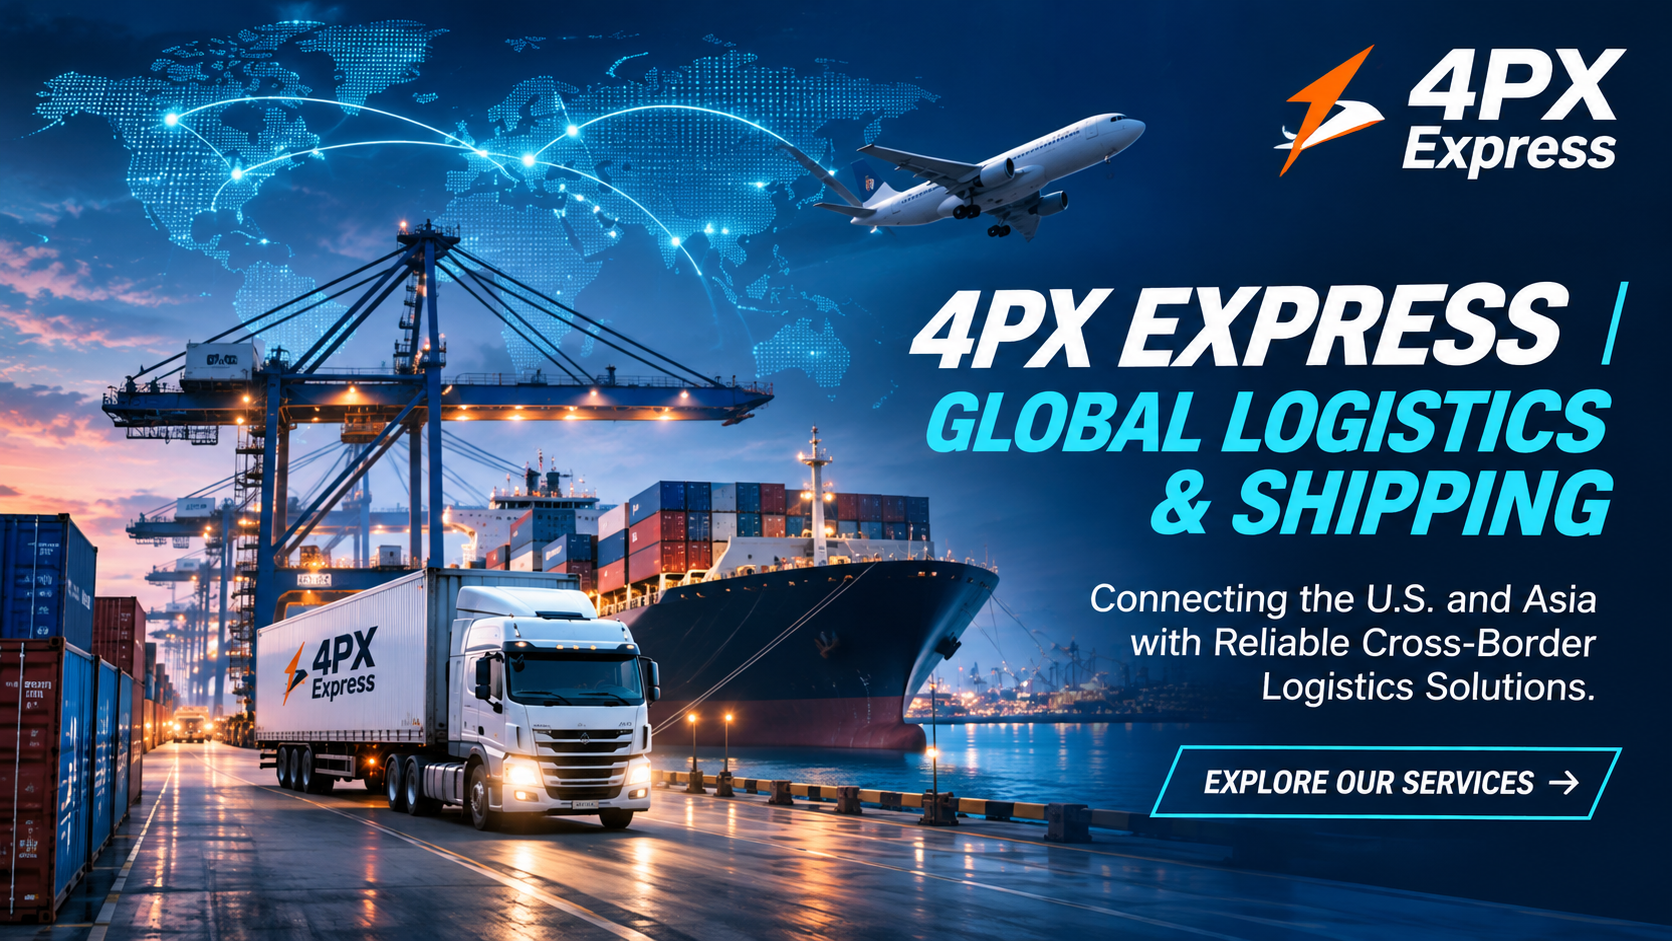 4PX
Express
4PX EXPRESS |
GLOBAL LOGISTICS
& SHIPPING
Connecting the U.S. and Asia
with Reliable Cross-Border
Logistics Solutions.
EXPLORE OUR SERVICES →
4PX
Express